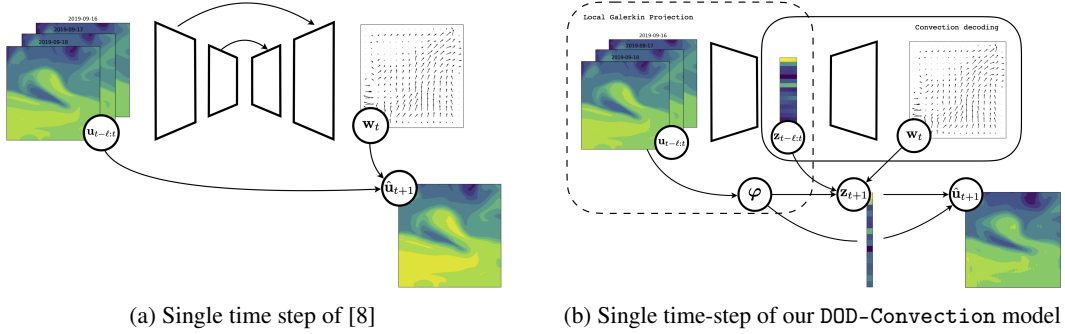 2019-09-16
2019-09-17
2019-09-18
u_{t−ℓ:t}
w_t
û_{t+1}
(a) Single time step of [8]
Local Galerkin Projection
2019-09-16
2019-09-17
2019-09-18
u_{t−ℓ:t}
z_{t−ℓ:t}
Convection decoding
w_t
φ
z_{t+1}
û_{t+1}
(b) Single time-step of our DOD-Convection model